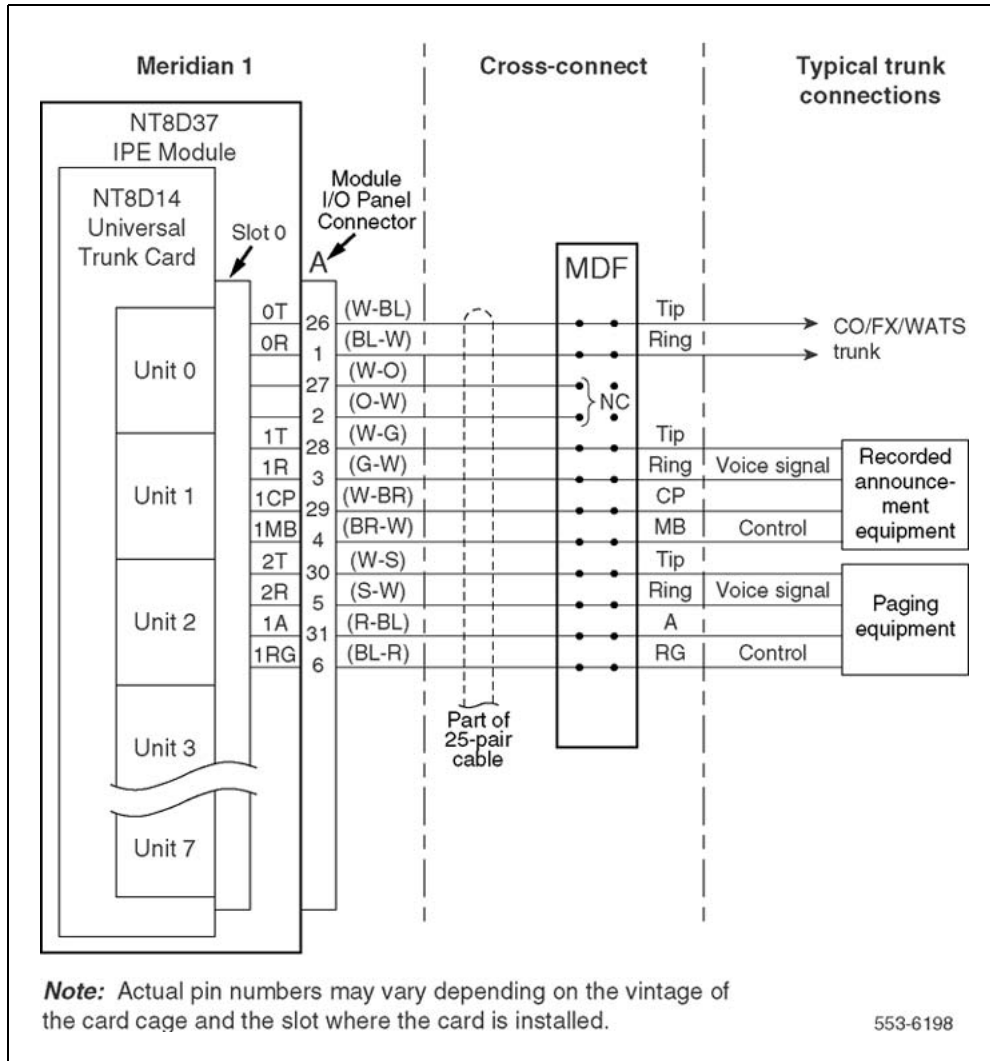 Meridian 1
Cross-connect
Typical trunk
connections
NT8D37
IPE Module
NT8D14
Universal
Trunk Card
Slot 0
Module
I/O Panel
Connector
A
MDF
0T
26
(W-BL)
Tip
0R
1
(BL-W)
Ring
CO/FX/WATS
trunk
Unit 0
27
(W-O)
2
(O-W)
NC
1T
28
(W-G)
Tip
1R
3
(G-W)
Ring
Voice signal
Unit 1
1CP
29
(W-BR)
CP
1MB
4
(BR-W)
MB
Control
Recorded
announce-
ment
equipment
2T
30
(W-S)
Tip
2R
5
(S-W)
Ring
Voice signal
Unit 2
1A
31
(R-BL)
A
1RG
6
(BL-R)
RG
Control
Paging
equipment
Part of
25-pair
cable
Unit 3
Unit 7
Note: Actual pin numbers may vary depending on the vintage of
the card cage and the slot where the card is installed.
553-6198